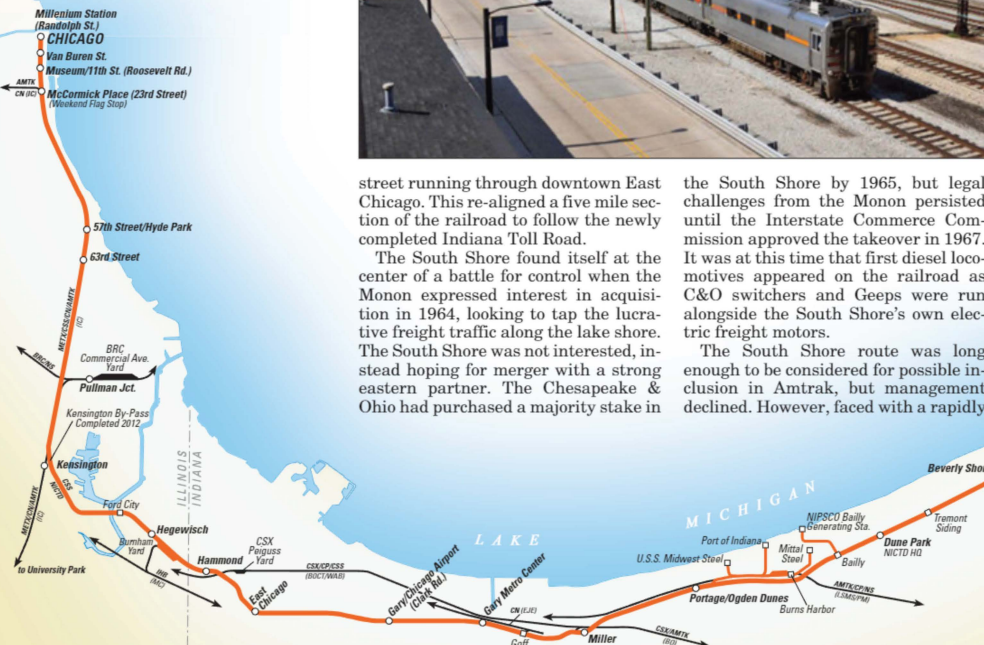 Millenium Station
(Randolph St.)
CHICAGO
Van Buren St.
Museum/11th St. (Roosevelt Rd.)
AMTK
CN (IC)
McCormick Place (23rd Street)
(Weekend Flag Stop)
57th Street/Hyde Park
63rd Street
METX/CSS/CN/AMTK
(IC)
BRC/NS
BRC
Commercial Ave.
Yard
Pullman Jct.
Kensington By-Pass
Completed 2012
Kensington
CSS
NICTD
METX/CN/AMTK
(IC)
to University Park
ILLINOIS
INDIANA
Ford City
Hegewisch
Burnham
Yard
IHB
(MC)
Hammond
CSX
Peiguss
Yard
CSX/CP/CSS
(BOCT/WAB)
East
Chicago
Gary/Chicago Airport
(Clark Rd.)
Gary Metro Center
CN (EJE)
Goff
Miller
CSX/AMTK
(BO)
LAKE
MICHIGAN
Port of Indiana
U.S.S. Midwest Steel
Mittal
Steel
NIPSCO Bailly
Generating Sta.
Bailly
Portage/Ogden Dunes
Burns Harbor
AMTK/CP/NS
(LSMS/PM)
Dune Park
NICTD HQ
Tremont
Siding
Beverly Shor
street running through downtown East
Chicago. This re-aligned a five mile sec-
tion of the railroad to follow the newly
completed Indiana Toll Road.
The South Shore found itself at the
center of a battle for control when the
Monon expressed interest in acquisi-
tion in 1964, looking to tap the lucra-
tive freight traffic along the lake shore.
The South Shore was not interested, in-
stead hoping for merger with a strong
eastern partner. The Chesapeake &
Ohio had purchased a majority stake in
the South Shore by 1965, but legal
challenges from the Monon persisted
until the Interstate Commerce Com-
mission approved the takeover in 1967.
It was at this time that first diesel loco-
motives appeared on the railroad as
C&O switchers and Geeps were run
alongside the South Shore's own elec-
tric freight motors.
The South Shore route was long
enough to be considered for possible in-
clusion in Amtrak, but management
declined. However, faced with a rapidly